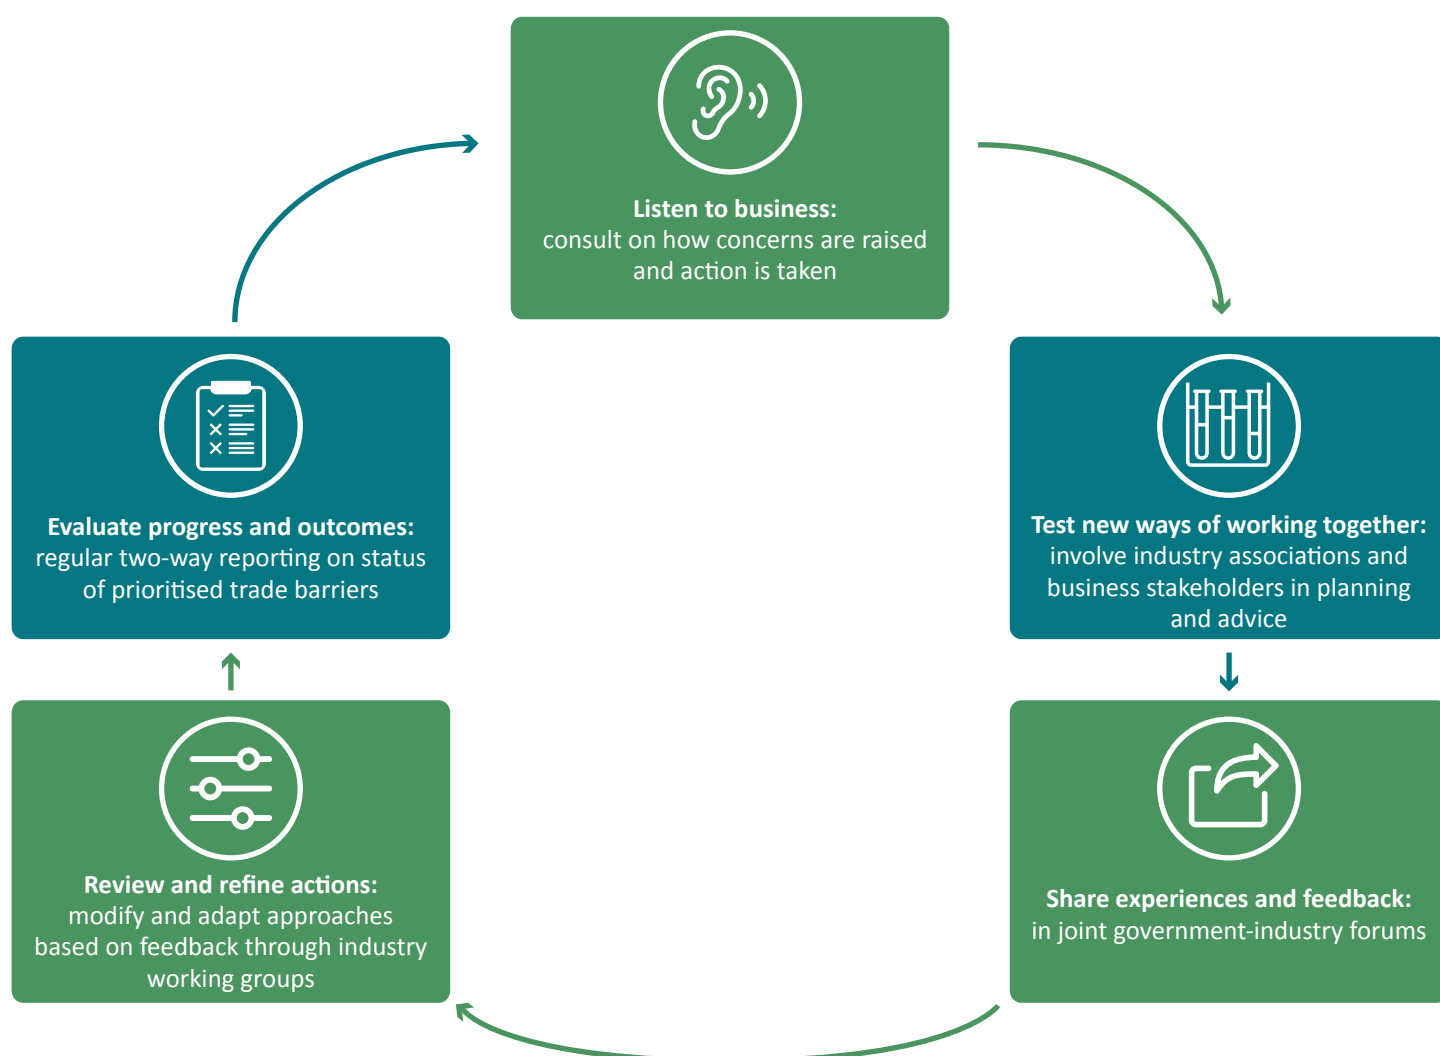 Listen to business:
consult on how concerns are raised
and action is taken
Test new ways of working together:
involve industry associations and
business stakeholders in planning
and advice
Share experiences and feedback:
in joint government-industry forums
Review and refine actions:
modify and adapt approaches
based on feedback through industry
working groups
Evaluate progress and outcomes:
regular two-way reporting on status
of prioritised trade barriers